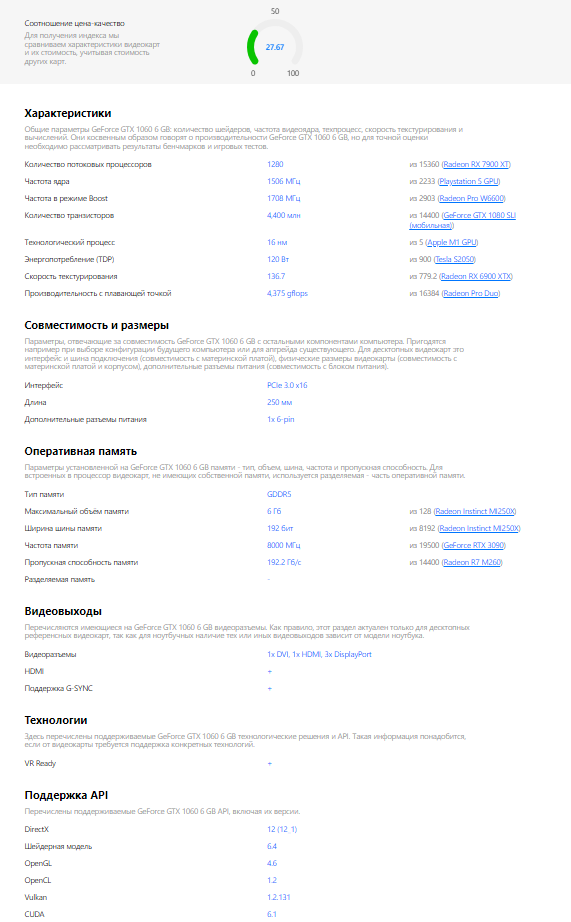 50
Соотношение цена-качество
Для получения индекса мы
сравниваем характеристики видеокарт
и их стоимость, учитывая стоимость
других карт.
27.67
0 100
Характеристики
Общие параметры GeForce GTX 1060 6 GB: количество шейдеров, частота видеоядра, техпроцесс, скорость текстурирования и
вычислений. Они косвенным образом говорят о производительности GeForce GTX 1060 6 GB, но для точной оценки
необходимо рассматривать результаты бенчмарков и игровых тестов.
Количество потоковых процессоров 1280 из 15360 (Radeon RX 7900 XT)
Частота ядра 1506 МГц из 2233 (Playstation 5 GPU)
Частота в режиме Boost 1708 МГц из 2903 (Radeon Pro W6600)
Количество транзисторов 4,400 млн из 14400 (GeForce GTX 1080 SLI
(мобильная))
Технологический процесс 16 нм из 5 (Apple M1 GPU)
Энергопотребление (TDP) 120 Вт из 900 (Tesla S2050)
Скорость текстурирования 136.7 из 779.2 (Radeon RX 6900 XTX)
Производительность с плавающей точкой 4,375 gflops из 16384 (Radeon Pro Duo)
Совместимость и размеры
Параметры, отвечающие за совместимость GeForce GTX 1060 6 GB с остальными компонентами компьютера. Пригодятся
например при выборе конфигурации будущего компьютера или для апгрейда существующего. Для десктопных видеокарт это
интерфейс и шина подключения (совместимость с материнской платой), физические размеры видеокарты (совместимость с
материнской платой и корпусом), дополнительные разъемы питания (совместимость с блоком питания).
Интерфейс PCIe 3.0 x16
Длина 250 мм
Дополнительные разъемы питания 1x 6-pin
Оперативная память
Параметры установленной на GeForce GTX 1060 6 GB памяти - тип, объем, шина, частота и пропускная способность. Для
встроенных в процессор видеокарт, не имеющих собственной памяти, используется разделяемая - часть оперативной памяти.
Тип памяти GDDR5
Максимальный объём памяти 6 Гб из 128 (Radeon Instinct MI250X)
Ширина шины памяти 192 бит из 8192 (Radeon Instinct MI250X)
Частота памяти 8000 МГц из 19500 (GeForce RTX 3090)
Пропускная способность памяти 192.2 Гб/с из 14400 (Radeon R7 M260)
Разделяемая память -
Видеовыходы
Перечисляются имеющиеся на GeForce GTX 1060 6 GB видеоразъемы. Как правило, этот раздел актуален только для десктопных
референсных видеокарт, так как для ноутбучных наличие тех или иных видеовыходов зависит от модели ноутбука.
Видеоразъемы 1x DVI, 1x HDMI, 3x DisplayPort
HDMI +
Поддержка G-SYNC +
Технологии
Здесь перечислены поддерживаемые GeForce GTX 1060 6 GB технологические решения и API. Такая информация понадобится,
если от видеокарты требуется поддержка конкретных технологий.
VR Ready +
Поддержка API
Перечислены поддерживаемые GeForce GTX 1060 6 GB API, включая их версии.
DirectX 12 (12_1)
Шейдерная модель 6.4
OpenGL 4.6
OpenCL 1.2
Vulkan 1.2.131
CUDA 6.1